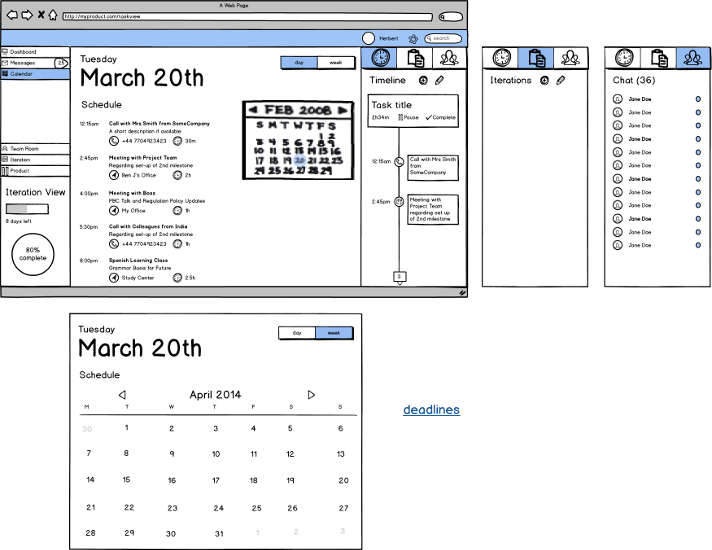 A Web Page
http://myproduct.com/taskview
Herbert
search
Dashboard
Messages
25
Calendar
Team Room
Iteration
Product
Iteration View
8 days left
80%
complete
Tuesday
March 20th
day week
Schedule
12:15am Call with Mrs Smith from SomeCompany
A short description if available
+44 7704923423 30m
2:45pm Meeting with Project Team
Regarding set-up of 2nd milestone
Ben J's Office 2h
4:00pm Meeting with Boss
PBC Talk and Regulation Policy Updates
My Office 1h
5:30pm Call with Colleagues from India
Regarding set-up of 2nd milestone
+44 7704923423 1h
8:00pm Spanish Learning Class
Grammar Boss for Future
Study Center 2.5h
FEB 2008
S M T W T F S
1 2
3 4 5 6 7 8 9
10 11 12 13 14 15 16
17 18 19 20 21 22 23
24 25 26 27 28 29
Timeline
Task title
2h34m Pause Complete
12:15am
Call with Mrs Smith
from
SomeCompany
2:45pm
Meeting with
Project Team
regarding set up
of 2nd milestone
3
Iterations
Chat (36)
Jane Doe
Jane Doe
Jane Doe
Jane Doe
Jane Doe
Jane Doe
Jane Doe
Jane Doe
Jane Doe
Jane Doe
Jane Doe
Jane Doe
Jane Doe
Tuesday
March 20th
day week
Schedule
April 2014
M T W T F S S
30 1 2 3 4 5 6
7 8 9 10 11 12 13
14 15 16 17 18 19 20
21 22 23 24 25 26 27
28 29 30 31 1 2 3
deadlines